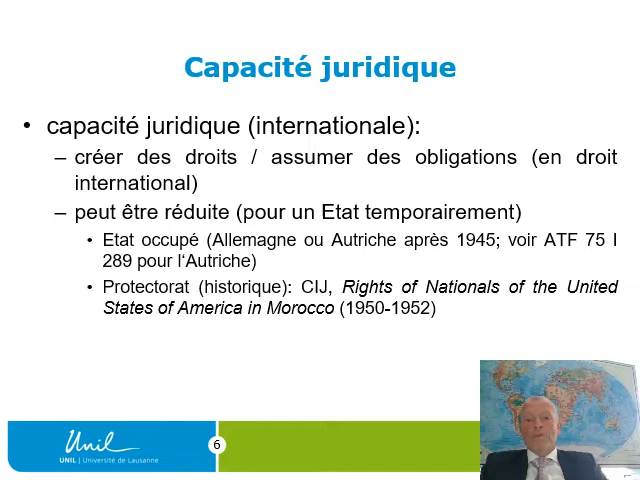 Capacité juridique
• capacité juridique (internationale):
– créer des droits / assumer des obligations (en droit
international)
– peut être réduite (pour un Etat temporairement)
• Etat occupé (Allemagne ou Autriche après 1945; voir ATF 75 I
289 pour l'Autriche)
• Protectorat (historique): CIJ, Rights of Nationals of the United
States of America in Morocco (1950-1952)
Unil
UNIL | Université de Lausanne
6